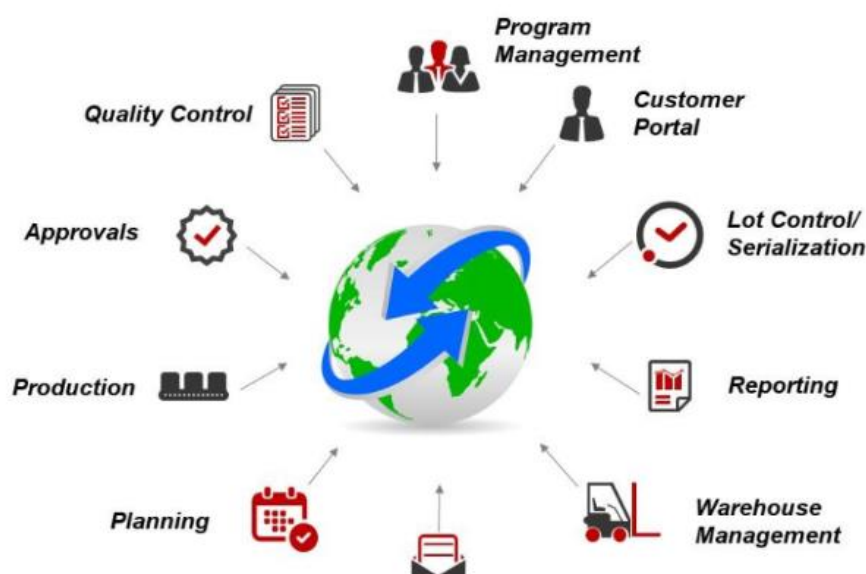 Program
Management
Customer
Portal
Quality Control
Lot Control/
Serialization
Approvals
Production
Reporting
Planning
Warehouse
Management